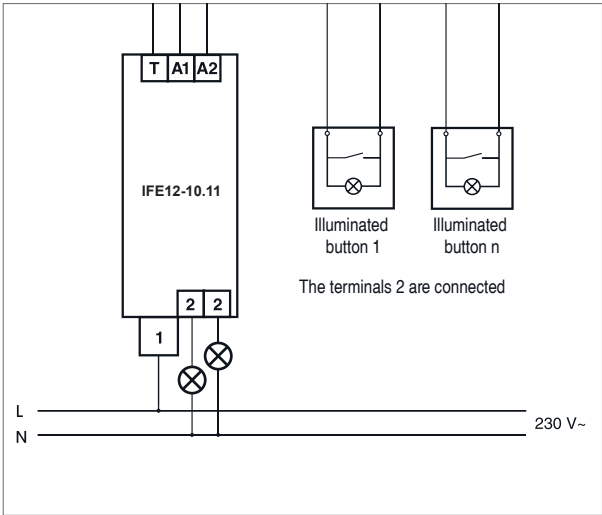 T A1 A2
IFE12-10.11
Illuminated
button 1
Illuminated
button n
The terminals 2 are connected
2 2
1
L
230 V~
N